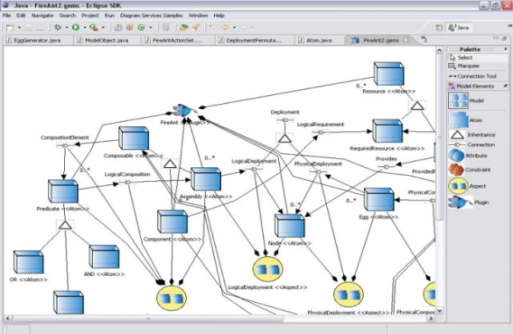 Java - FireAnt2.gems - Eclipse SDK
File Edit Navigate Search Project Run Diagram Services Samples Window Help
Java
EggGenerator.java ModelObject.java FireAntActionSet... DeploymentPermuta... Atom.java FireAnt2.gems
Palette
Select
Marquee
Connection Tool
Model Elements
Model
Atom
Inheritance
Connection
Attribute
Constraint
Aspect
Plugin
Resource <<Atom>>
0..*
Deployment
FireAnt <<Plugin>>
LogicalRequirement
CompositionElement
RequiredResource <<Atom>>
Composable <<Atom>>
0..*
LogicalDeployment
PhysicalDeployment
Provides
0..*
LogicalComposition
Provided
Predicate <<Atom>>
Assembly <<Atom>>
PhysicalCo
0..*
0..*
Egg <<Atom>>
Component <<Atom>>
Node <<Atom>>
OR <<Atom>>
AND <<Atom>>
LogicalDeployment <<Aspect>>
PhysicalDeployment <<Aspect>>
PhysicalCompos